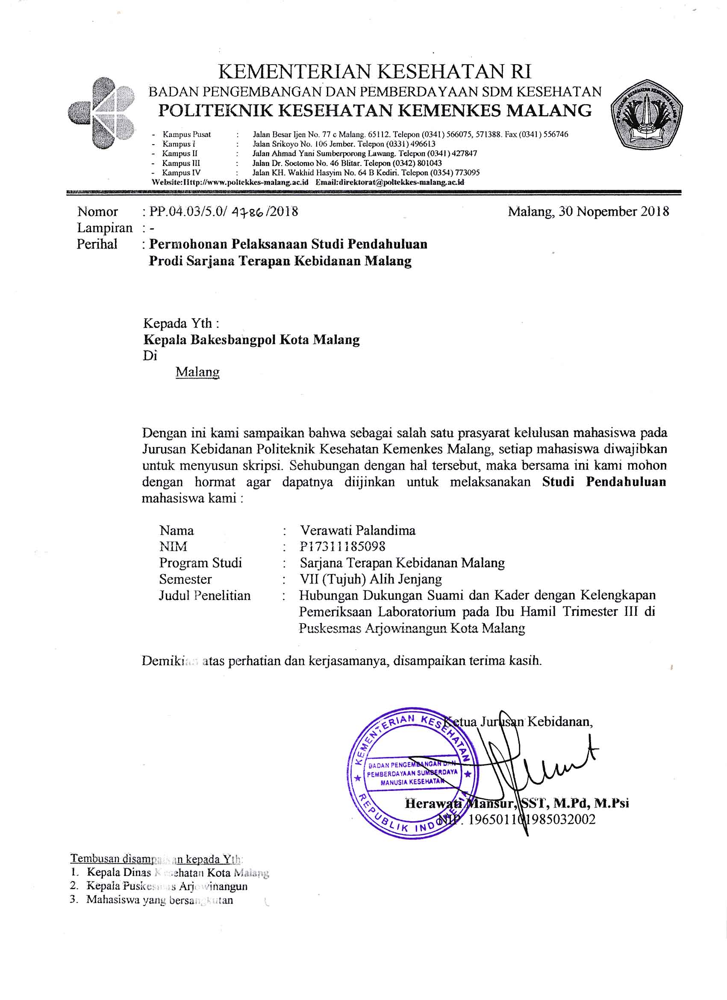 KEMENTERIAN KESEHATAN RI
BADAN PENGEMBANGAN DAN PEMBERDAYAAN SDM KESEHATAN
POLITEKNIK KESEHATAN KEMENKES MALANG
POLITEKNIK KESEHATAN KEMENKES MALANG
- Kampus Pusat : Jalan Besar Ijen No. 77 c Malang. 65112. Telepon (0341) 566075, 571388. Fax (0341) 556746
- Kampus I : Jalan Srikoyo No. 106 Jember. Telepon (0331) 496613
- Kampus II : Jalan Ahmad Yani Sumberporong Lawang. Telepon (0341) 427847
- Kampus III : Jalan Dr. Soetomo No. 46 Blitar. Telepon (0342) 801043
- Kampus IV : Jalan KH. Wakhid Hasyim No. 64 B Kediri. Telepon (0354) 773095
Website:Http://www.poltekkes-malang.ac.id Email:direktorat@poltekkes-malang.ac.id
Nomor : PP.04.03/5.0/ 4786 /2018 Malang, 30 Nopember 2018
Lampiran : -
Perihal : Permohonan Pelaksanaan Studi Pendahuluan
Prodi Sarjana Terapan Kebidanan Malang
Kepada Yth :
Kepala Bakesbangpol Kota Malang
Di
Malang
Dengan ini kami sampaikan bahwa sebagai salah satu prasyarat kelulusan mahasiswa pada
Jurusan Kebidanan Politeknik Kesehatan Kemenkes Malang, setiap mahasiswa diwajibkan
untuk menyusun skripsi. Sehubungan dengan hal tersebut, maka bersama ini kami mohon
dengan hormat agar dapatnya diijinkan untuk melaksanakan Studi Pendahuluan
mahasiswa kami :
Nama : Verawati Palandima
NIM : P17311185098
Program Studi : Sarjana Terapan Kebidanan Malang
Semester : VII (Tujuh) Alih Jenjang
Judul Penelitian : Hubungan Dukungan Suami dan Kader dengan Kelengkapan
Pemeriksaan Laboratorium pada Ibu Hamil Trimester III di
Puskesmas Arjowinangun Kota Malang
Demikian atas perhatian dan kerjasamanya, disampaikan terima kasih.
Ketua Jurusan Kebidanan,
KEMENTERIAN KESEHATAN
BADAN PENGEMBANGAN DAN
PEMBERDAYAAN SUMBERDAYA
MANUSIA KESEHATAN
REPUBLIK INDONESIA
Herawati Mansur, SST, M.Pd, M.Psi
NIP. 196501101985032002
Tembusan disampaikan kepada Yth:
1. Kepala Dinas Kesehatan Kota Malang
2. Kepala Puskesmas Arjowinangun
3. Mahasiswa yang bersangkutan